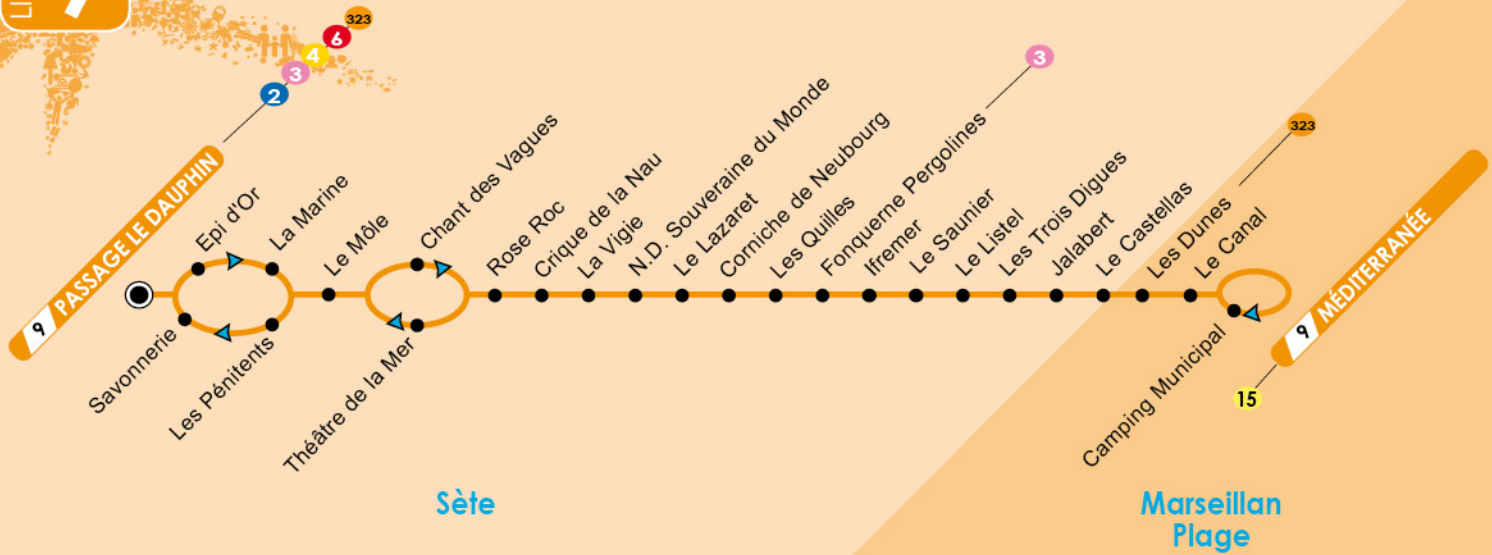 323
6
4
3
2
9 PASSAGE LE DAUPHIN
Epi d'Or
La Marine
Le Môle
Chant des Vagues
Rose Roc
Crique de la Nau
La Vigie
N.D. Souveraine du Monde
Le Lazaret
Corniche de Neubourg
Les Quilles
Fonquerne Pergolines
3
Ifremer
Le Saunier
Le Listel
Les Trois Digues
Jalabert
Le Castellas
Les Dunes
323
Le Canal
9 MÉDITERRANÉE
15
Savonnerie
Les Pénitents
Théâtre de la Mer
Camping Municipal
Sète
Marseillan
Plage